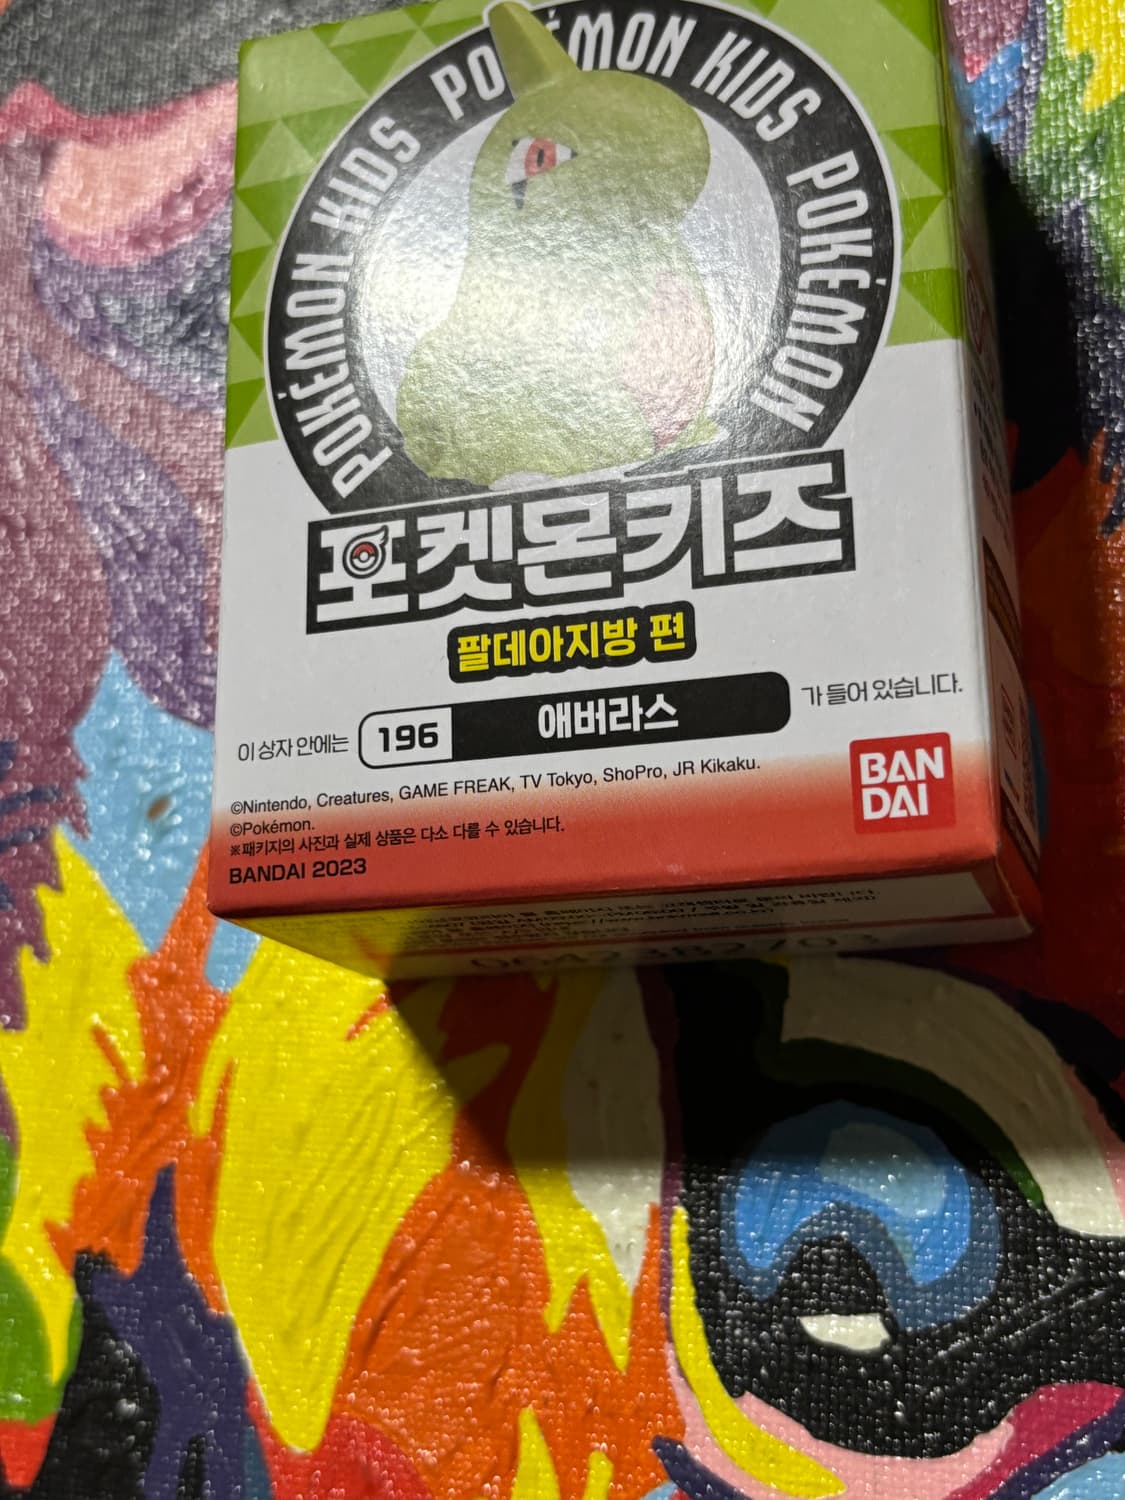 POKÉMON KIDS POKÉMON KIDS POKÉMON
포켓몬키즈
팔데아지방 편
이 상자 안에는 196 애버라스 가 들어 있습니다.
©Nintendo, Creatures, GAME FREAK, TV Tokyo, ShoPro, JR Kikaku.
©Pokémon.
※패키지의 사진과 실제 상품은 다소 다를 수 있습니다.
BANDAI 2023
BAN
DAI